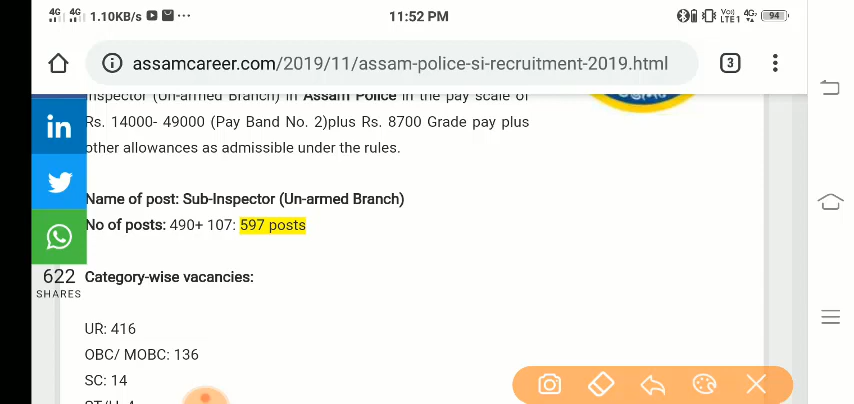 4G 4G 1.10KB/s ··· 11:52 PM LTE 1 4G 94
assamcareer.com/2019/11/assam-police-si-recruitment-2019.html 3
Inspector (Un-armed Branch) in Assam Police in the pay scale of
Rs. 14000- 49000 (Pay Band No. 2)plus Rs. 8700 Grade pay plus
other allowances as admissible under the rules.
in
Name of post: Sub-Inspector (Un-armed Branch)
No of posts: 490+ 107: 597 posts
622
SHARES
Category-wise vacancies:
UR: 416
OBC/ MOBC: 136
SC: 14